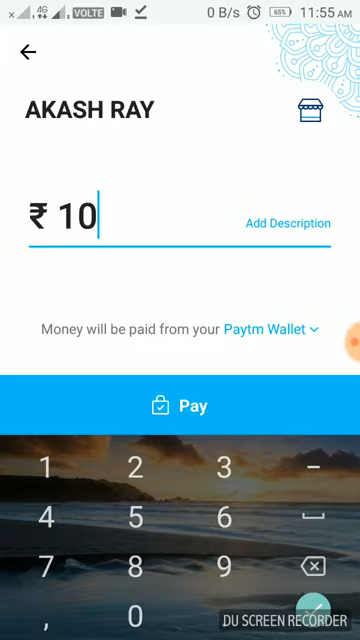 4G VOLTE 0 B/s 65% 11:55 AM
AKASH RAY
₹ 10
Add Description
Money will be paid from your Paytm Wallet
Pay
1 2 3 -
4 5 6
7 8 9
, 0
DU SCREEN RECORDER